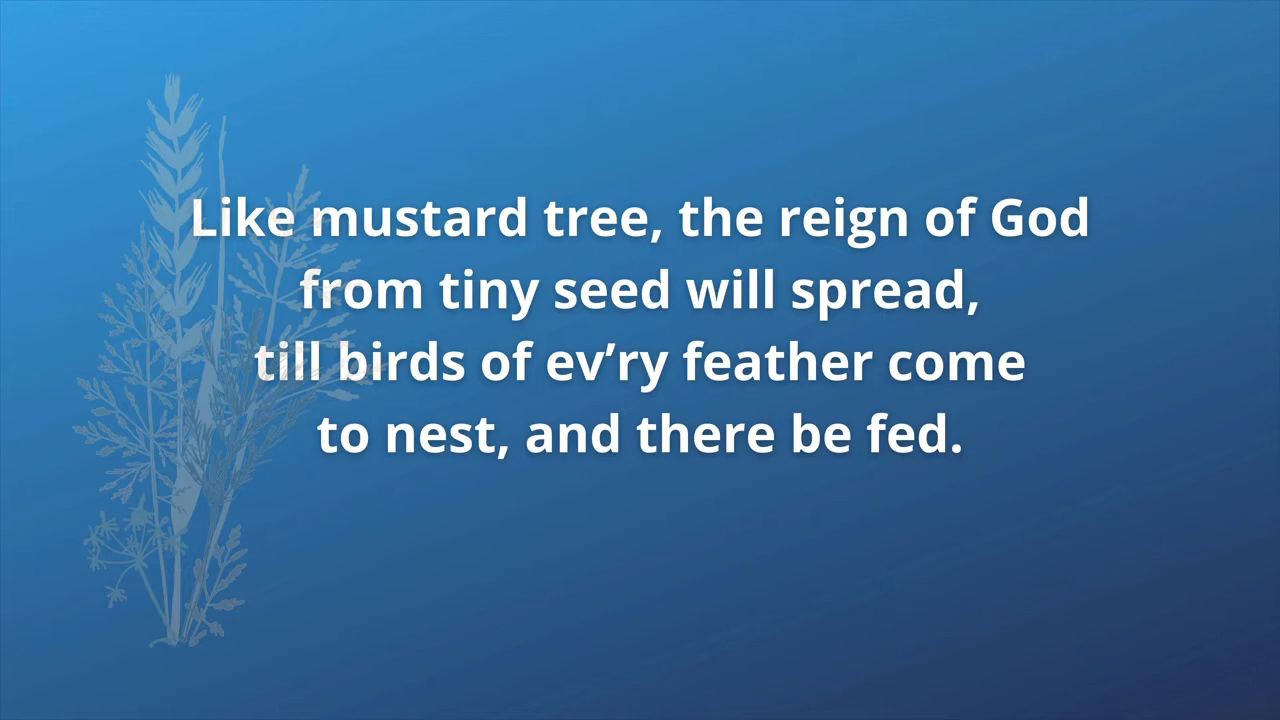 Like mustard tree, the reign of God
from tiny seed will spread,
till birds of ev’ry feather come
to nest, and there be fed.